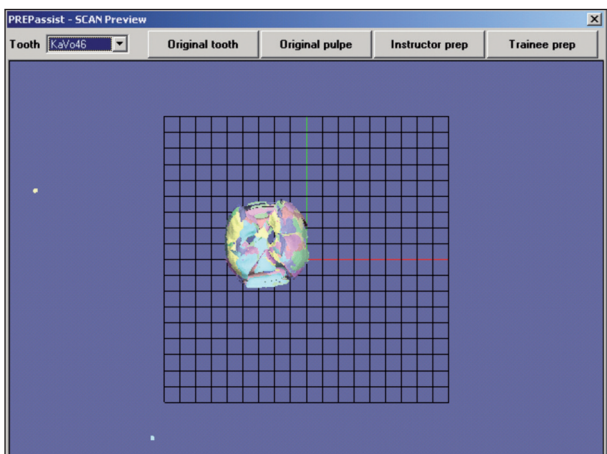 PREPassist - SCAN Preview
Tooth KaVo46 Original tooth Original pulpe Instructor prep Trainee prep